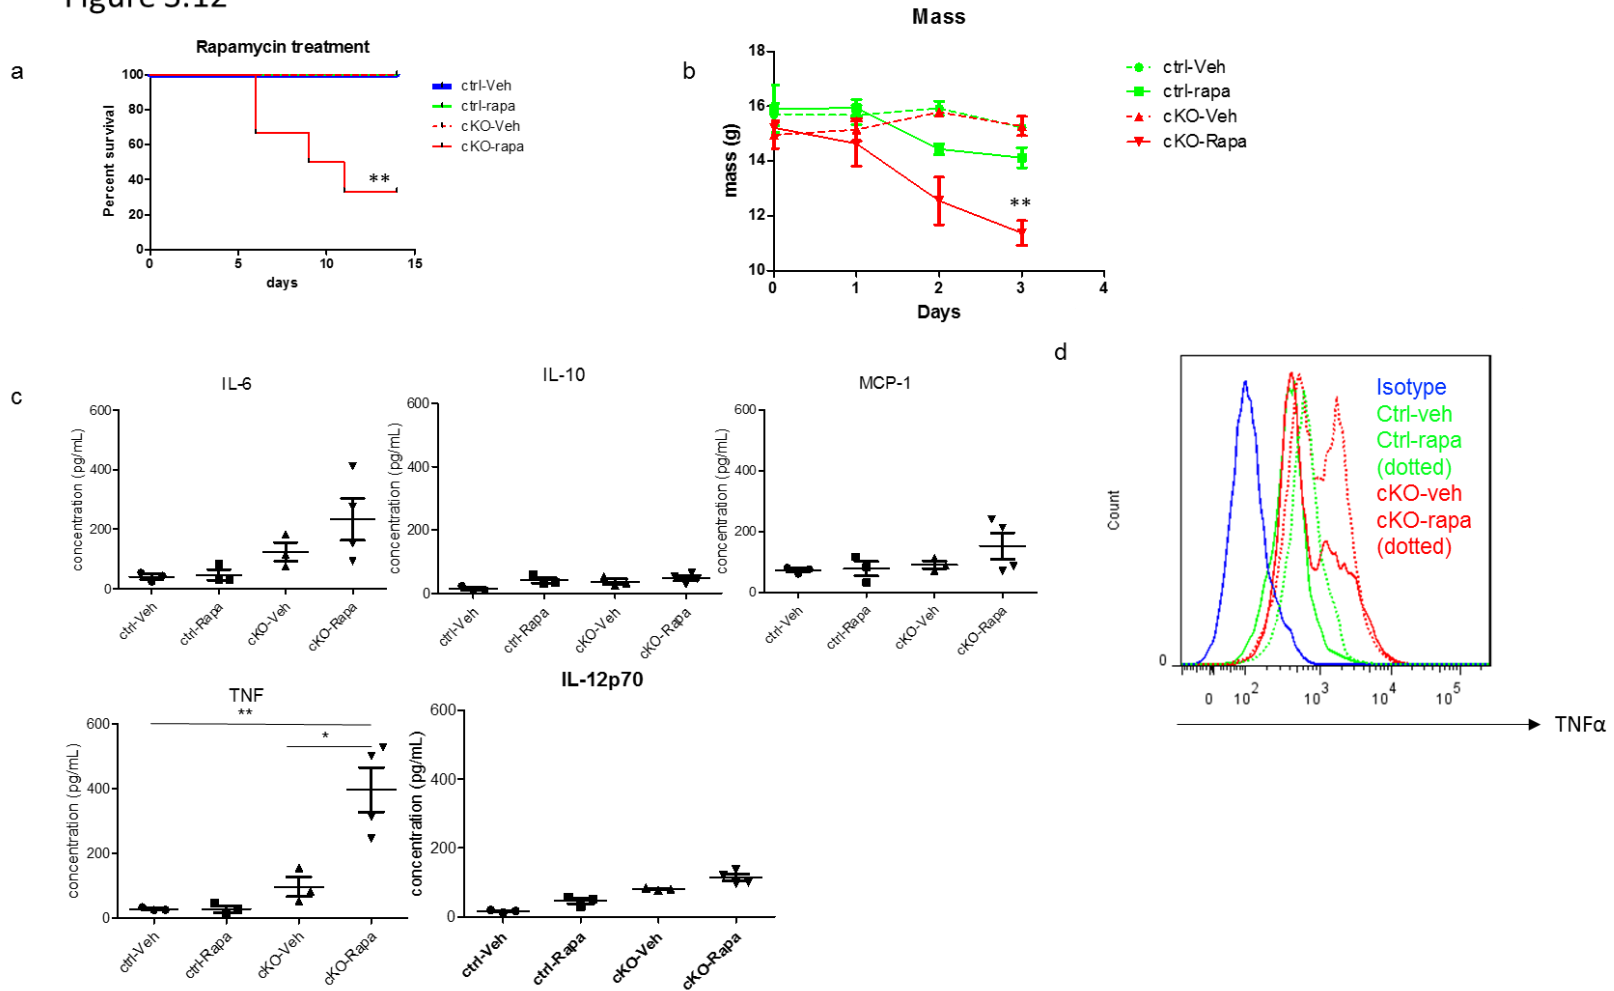 Figure 3.12
a
Rapamycin treatment
Percent survival
100
80
60
40
20
0
0
5
10
15
days
**
ctrl-Veh
ctrl-rapa
cKO-Veh
cKO-rapa
b
Mass
mass (g)
18
16
14
12
10
0
1
2
3
4
Days
**
ctrl-Veh
ctrl-rapa
cKO-Veh
cKO-Rapa
c
IL-6
concentration (pg/mL)
600
400
200
0
ctrl-Veh
ctrl-Rapa
cKO-Veh
cKO-Rapa
IL-10
concentration (pg/mL)
600
400
200
0
ctrl-Veh
ctrl-Rapa
cKO-Veh
cKO-Rapa
MCP-1
concentration (pg/mL)
600
400
200
0
ctrl-Veh
ctrl-Rapa
cKO-Veh
cKO-Rapa
TNF
**
*
concentration (pg/mL)
600
400
200
0
ctrl-Veh
ctrl-Rapa
cKO-Veh
cKO-Rapa
IL-12p70
concentration (pg/mL)
600
400
200
0
ctrl-Veh
ctrl-Rapa
cKO-Veh
cKO-Rapa
d
Count
0
0
10^2
10^3
10^4
10^5
TNFα
Isotype
Ctrl-veh
Ctrl-rapa
(dotted)
cKO-veh
cKO-rapa
(dotted)